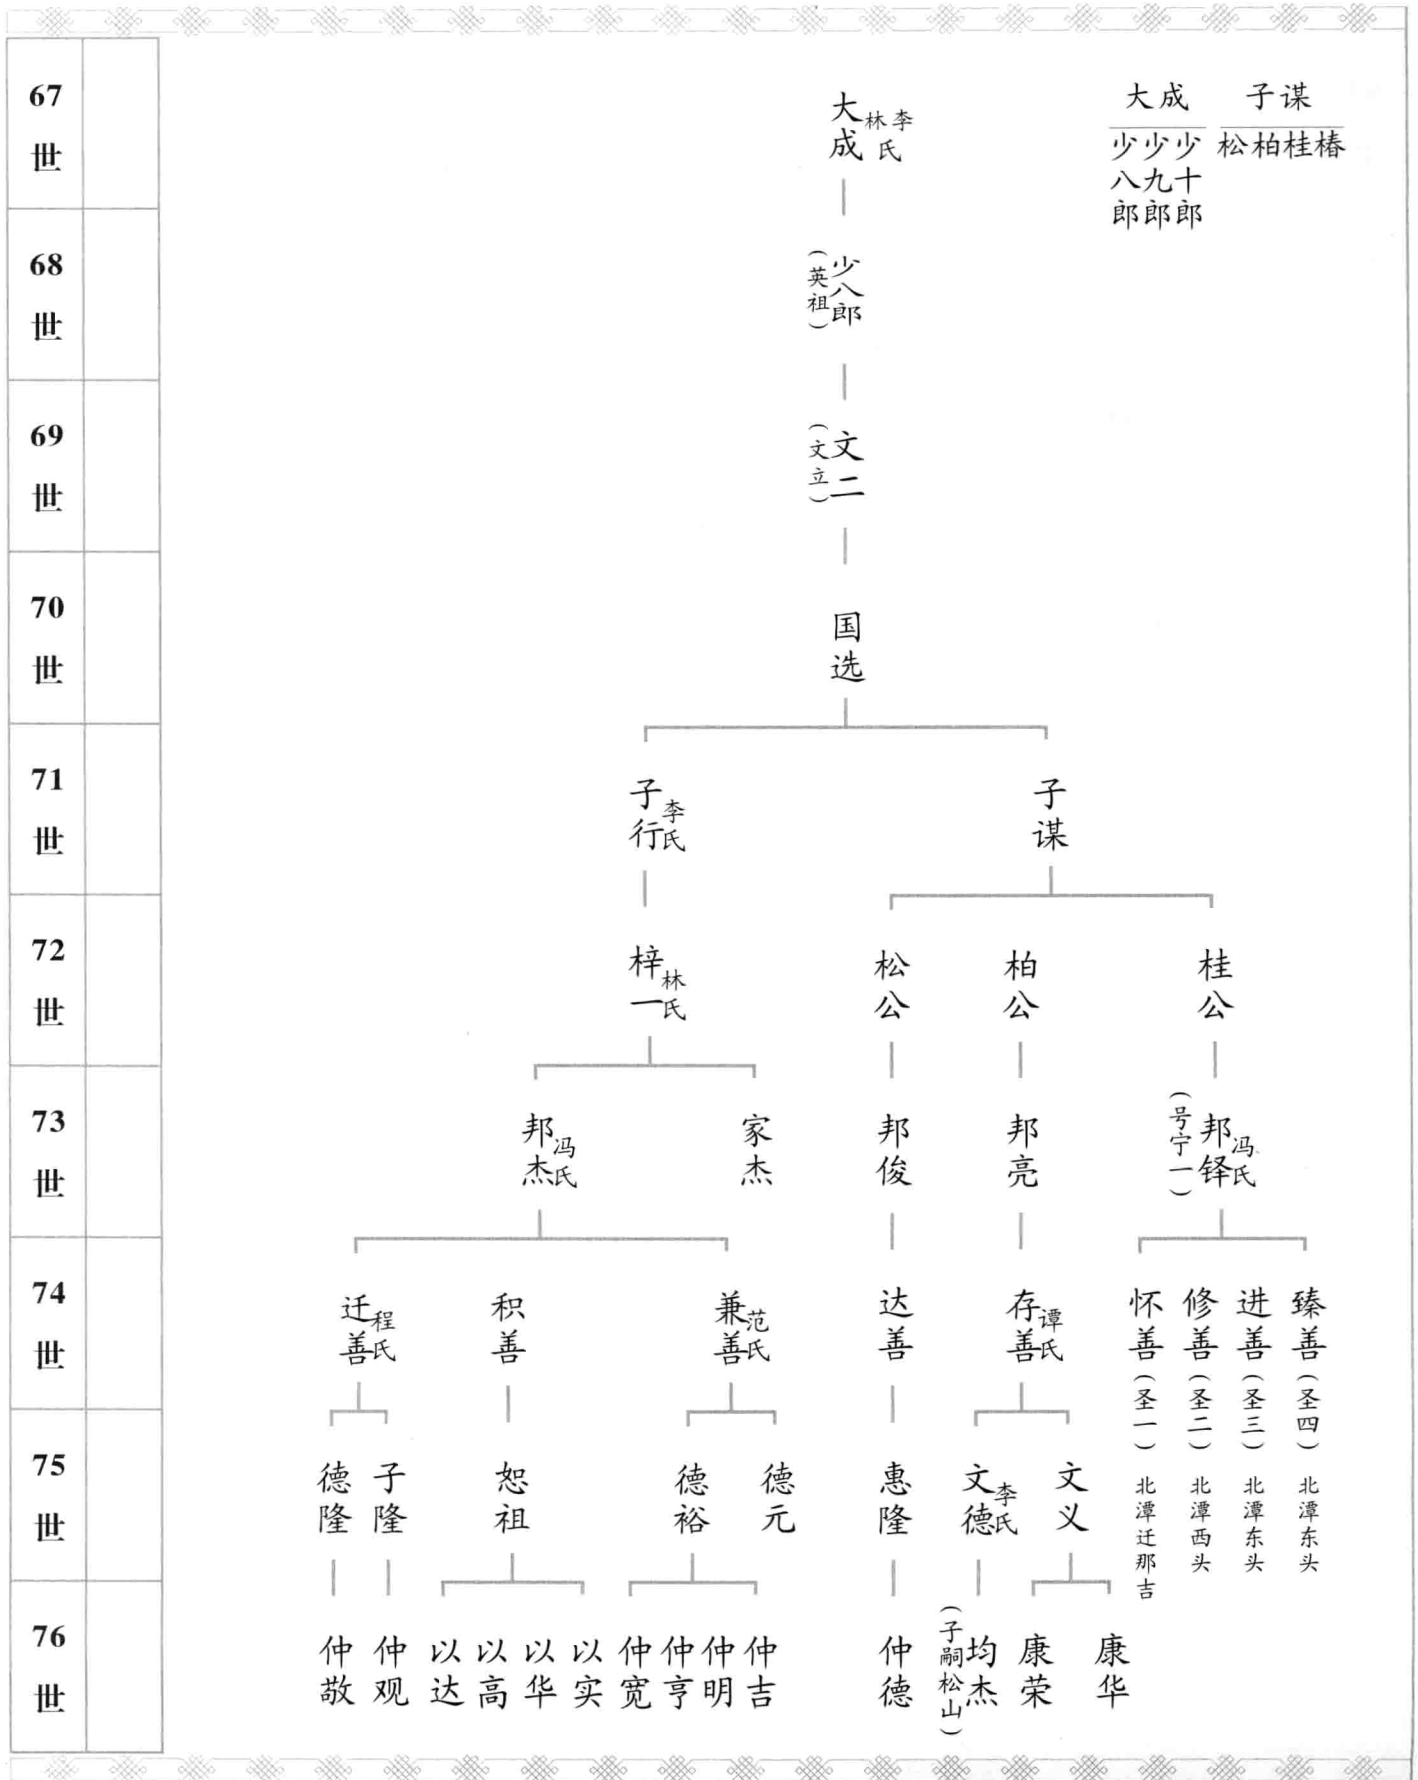 67世
大成 林李氏
大成
少八郎 少九郎 少十郎
子谋
松 柏 桂 椿
68世
少八郎（英祖）
69世
文二（文立）
70世
国选
71世
子行 李氏
子谋
72世
梓一 林氏
松公
柏公
桂公
73世
邦杰 冯氏
家杰
邦俊
邦亮
邦铎 冯氏（号宁一）
74世
迁善 程氏
积善
兼善 范氏
达善
存善 谭氏
怀善（圣一）北潭迁那吉
修善（圣二）北潭西头
进善（圣三）北潭东头
臻善（圣四）北潭东头
75世
德隆
子隆
恕祖
德裕
德元
惠隆
文德 李氏
文义
76世
仲敬
仲观
以达
以高
以华
以实
仲宽
仲亨
仲明
仲吉
仲德
均杰（子嗣松山）
康荣
康华